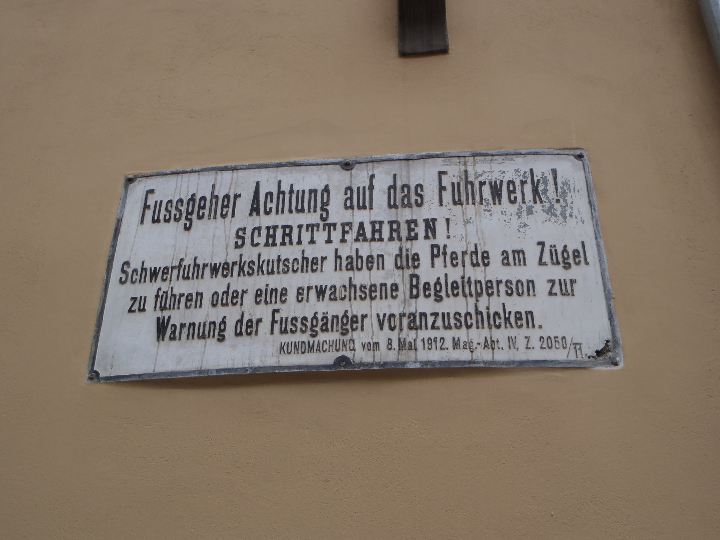 Fussgeher Achtung auf das Fuhrwerk!
SCHRITTFAHREN!
Schwerfuhrwerkskutscher haben die Pferde am Zügel
zu führen oder eine erwachsene Begleitperson zur
Warnung der Fussgänger voranzuschicken.
KUNDMACHUNG vom 8. Mai 1912. Mag.-Abt. IV, Z. 2050/II.